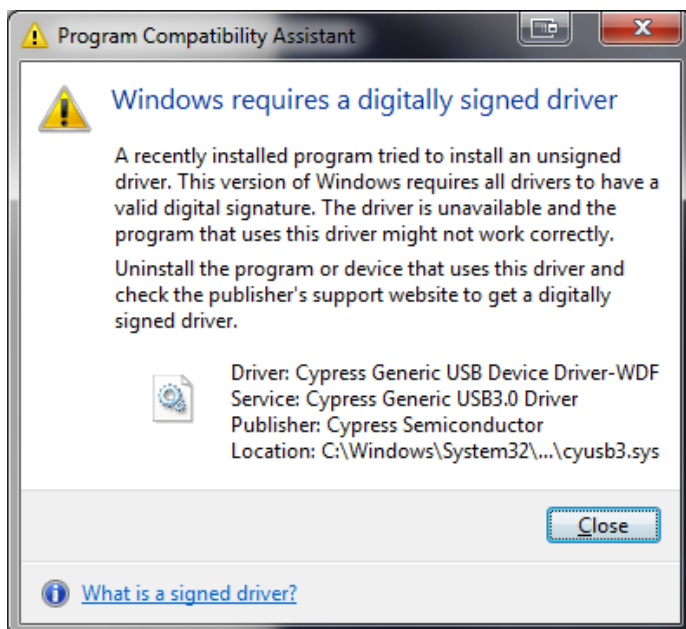 Program Compatibility Assistant
Windows requires a digitally signed driver
A recently installed program tried to install an unsigned
driver. This version of Windows requires all drivers to have a
valid digital signature. The driver is unavailable and the
program that uses this driver might not work correctly.
Uninstall the program or device that uses this driver and
check the publisher's support website to get a digitally
signed driver.
Driver: Cypress Generic USB Device Driver-WDF
Service: Cypress Generic USB3.0 Driver
Publisher: Cypress Semiconductor
Location: C:\Windows\System32\...\cyusb3.sys
Close
What is a signed driver?